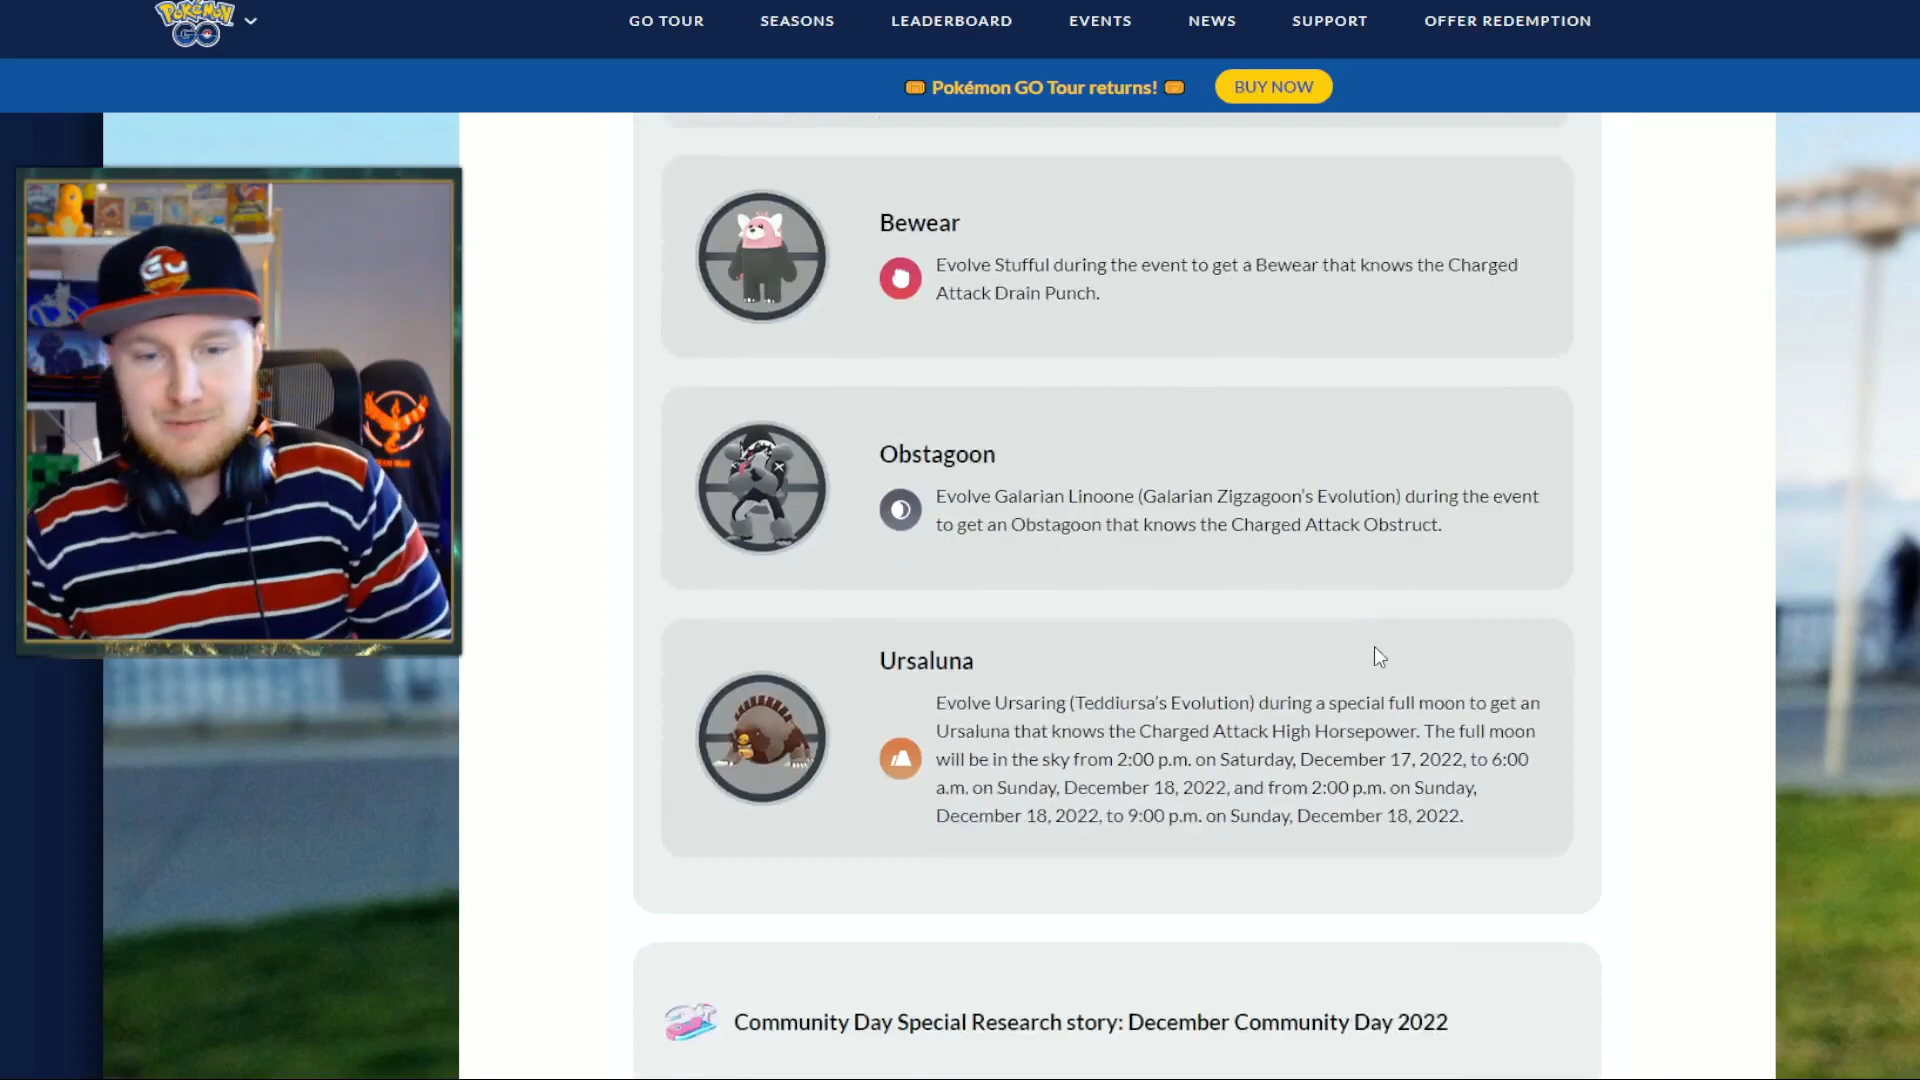 Pokémon GO
GO TOUR SEASONS LEADERBOARD EVENTS NEWS SUPPORT OFFER REDEMPTION
Pokémon GO Tour returns! BUY NOW
Bewear
Evolve Stufful during the event to get a Bewear that knows the Charged
Attack Drain Punch.
Obstagoon
Evolve Galarian Linoone (Galarian Zigzagoon's Evolution) during the event
to get an Obstagoon that knows the Charged Attack Obstruct.
Ursaluna
Evolve Ursaring (Teddiursa's Evolution) during a special full moon to get an
Ursaluna that knows the Charged Attack High Horsepower. The full moon
will be in the sky from 2:00 p.m. on Saturday, December 17, 2022, to 6:00
a.m. on Sunday, December 18, 2022, and from 2:00 p.m. on Sunday,
December 18, 2022, to 9:00 p.m. on Sunday, December 18, 2022.
Community Day Special Research story: December Community Day 2022
GO